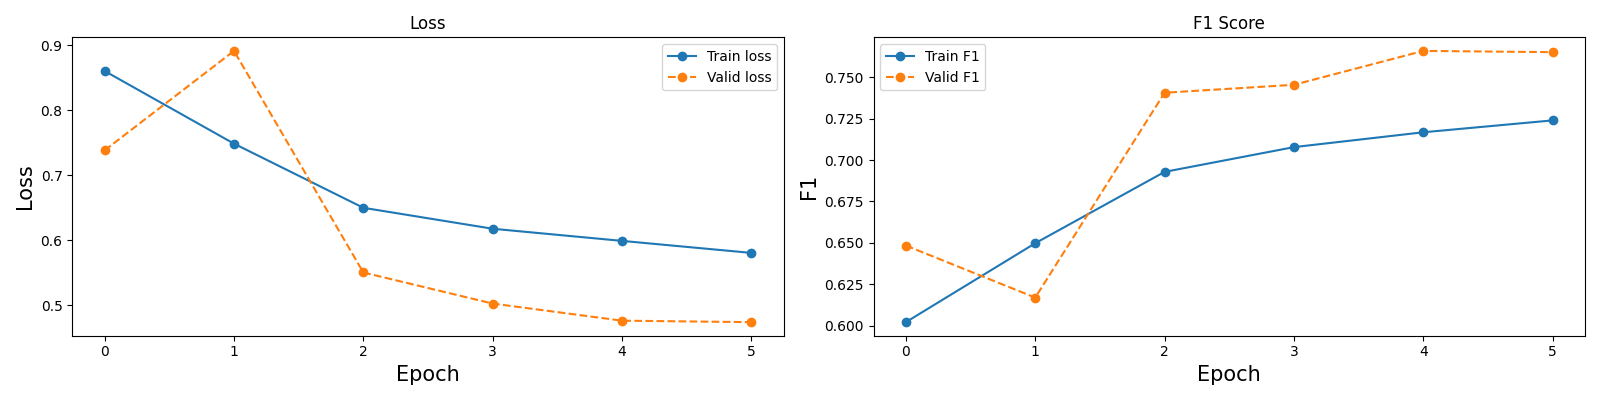 Loss
Loss
0.9
0.8
0.7
0.6
0.5
Train loss
Valid loss
0 1 2 3 4 5
Epoch
F1 Score
F1
0.750
0.725
0.700
0.675
0.650
0.625
0.600
Train F1
Valid F1
0 1 2 3 4 5
Epoch